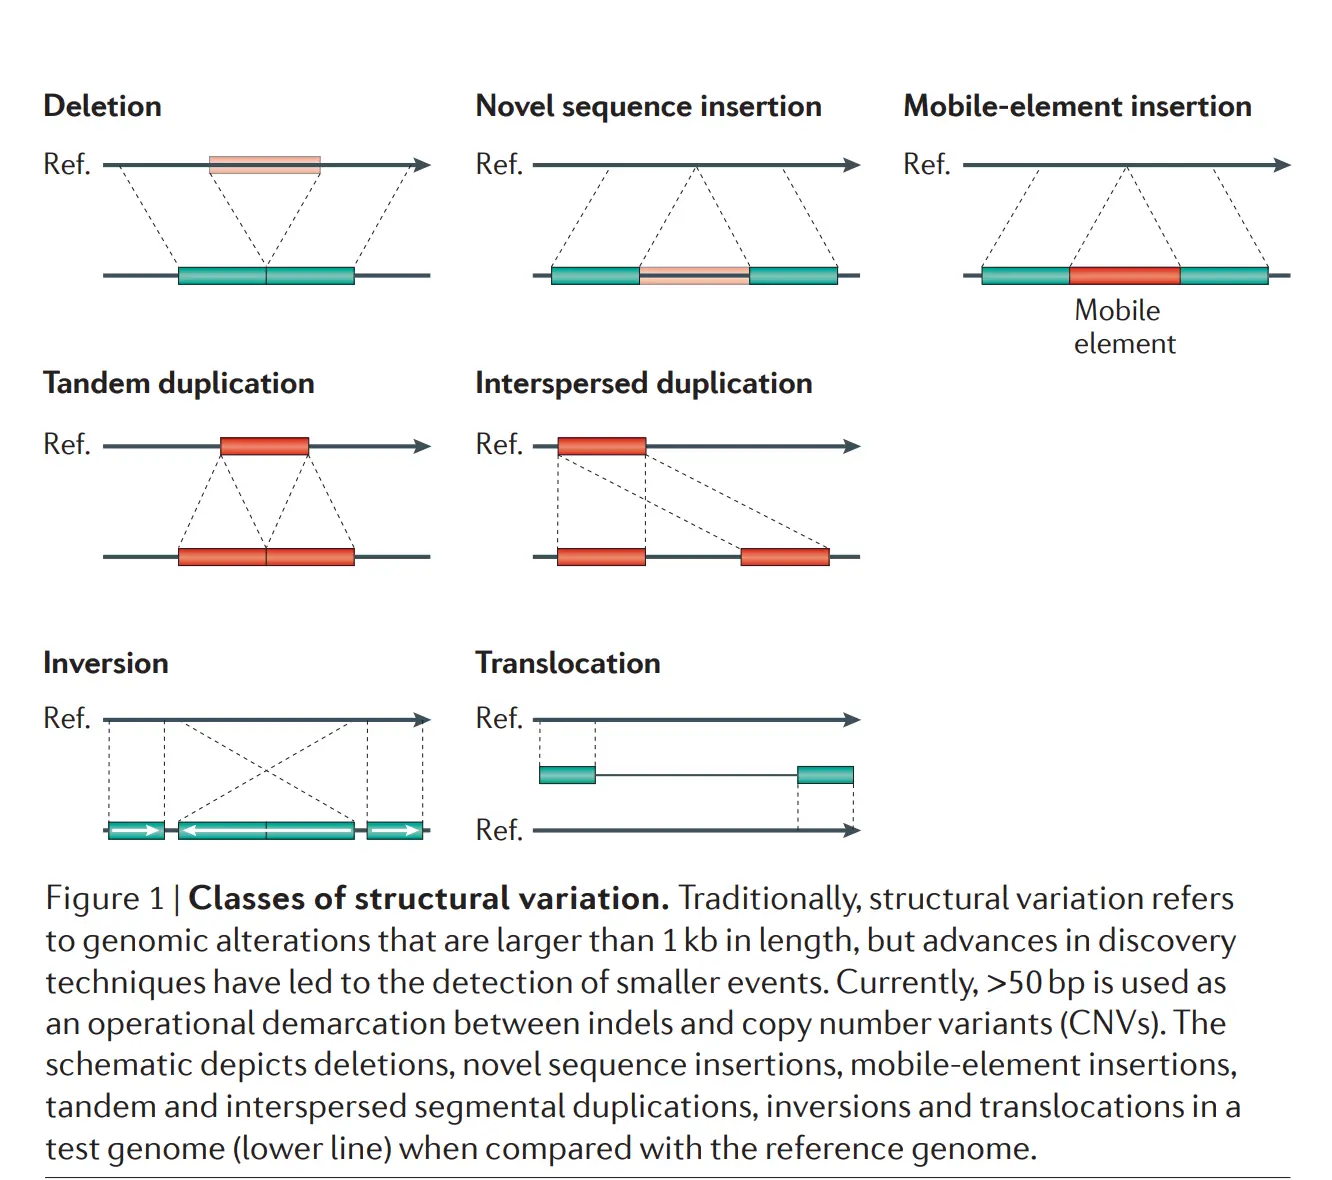 Deletion
Novel sequence insertion
Mobile-element insertion
Ref.
Ref.
Ref.
Mobile
element
Tandem duplication
Interspersed duplication
Ref.
Ref.
Inversion
Translocation
Ref.
Ref.
Ref.
Figure 1 | Classes of structural variation. Traditionally, structural variation refers
to genomic alterations that are larger than 1 kb in length, but advances in discovery
techniques have led to the detection of smaller events. Currently, >50 bp is used as
an operational demarcation between indels and copy number variants (CNVs). The
schematic depicts deletions, novel sequence insertions, mobile-element insertions,
tandem and interspersed segmental duplications, inversions and translocations in a
test genome (lower line) when compared with the reference genome.